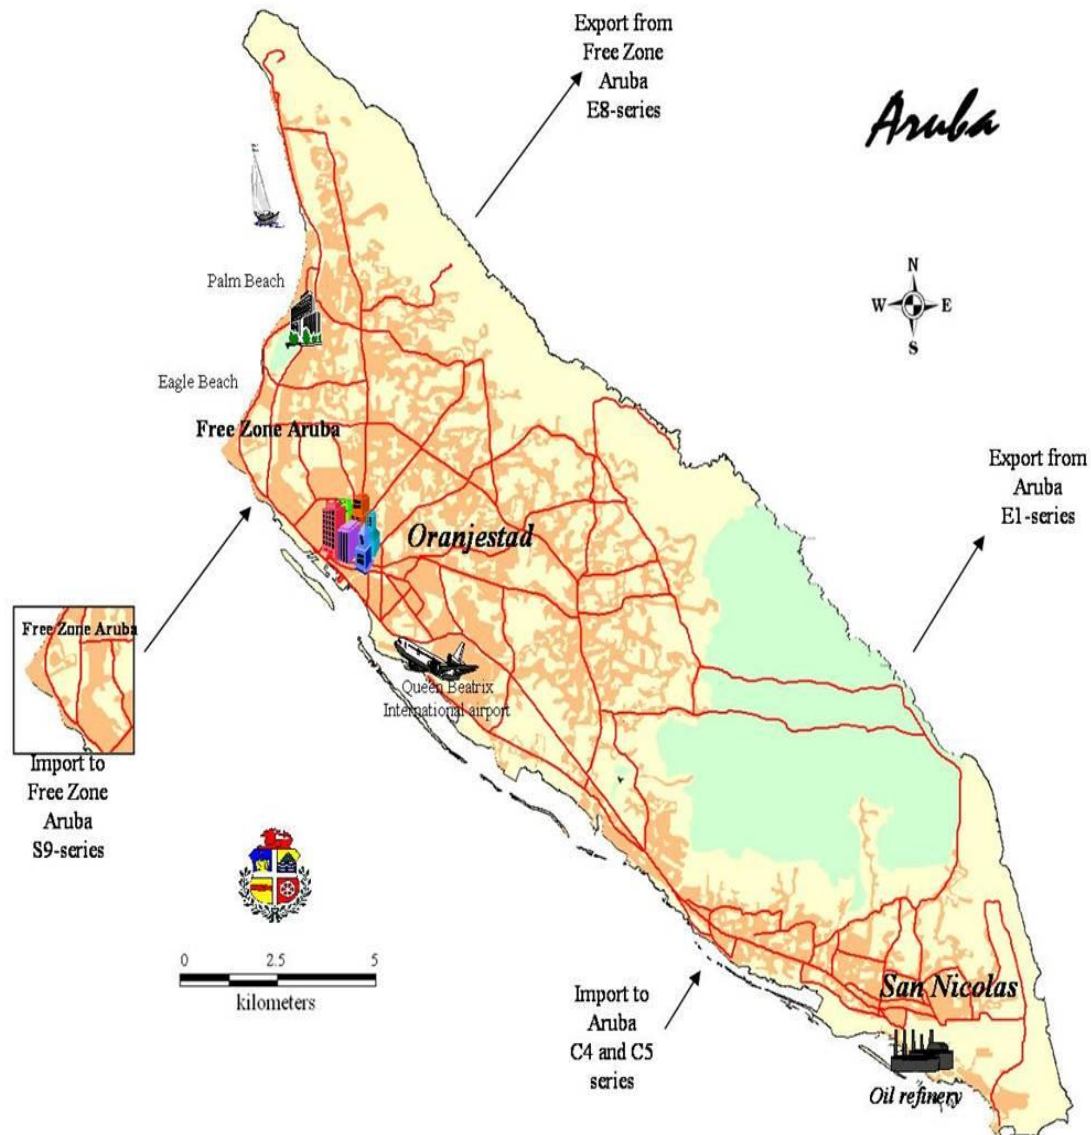 Export from
Free Zone
Aruba
E8-series
Aruba
N
W E
S
Palm Beach
Eagle Beach
Free Zone Aruba
Export from
Aruba
E1-series
Oranjestad
Free Zone Aruba
Queen Beatrix
International airport
Import to
Free Zone
Aruba
S9-series
0 2.5 5
kilometers
Import to
Aruba
C4 and C5
series
San Nicolas
Oil refinery